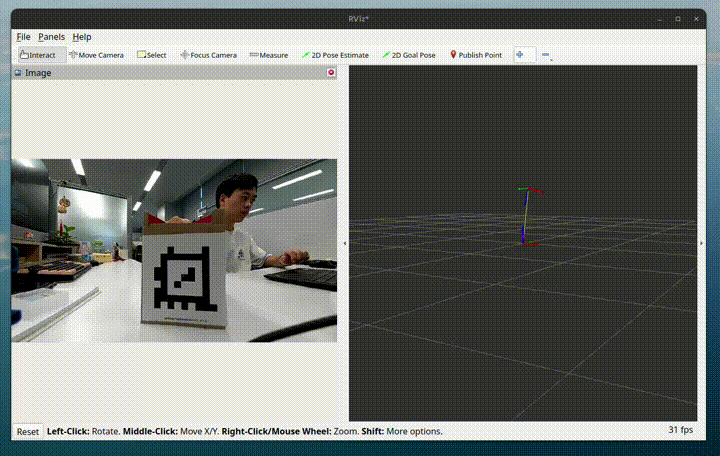 RViz*
File Panels Help
Interact Move Camera Select Focus Camera Measure 2D Pose Estimate 2D Goal Pose Publish Point
Image
Reset Left-Click: Rotate. Middle-Click: Move X/Y. Right-Click/Mouse Wheel: Zoom. Shift: More options. 31 fps